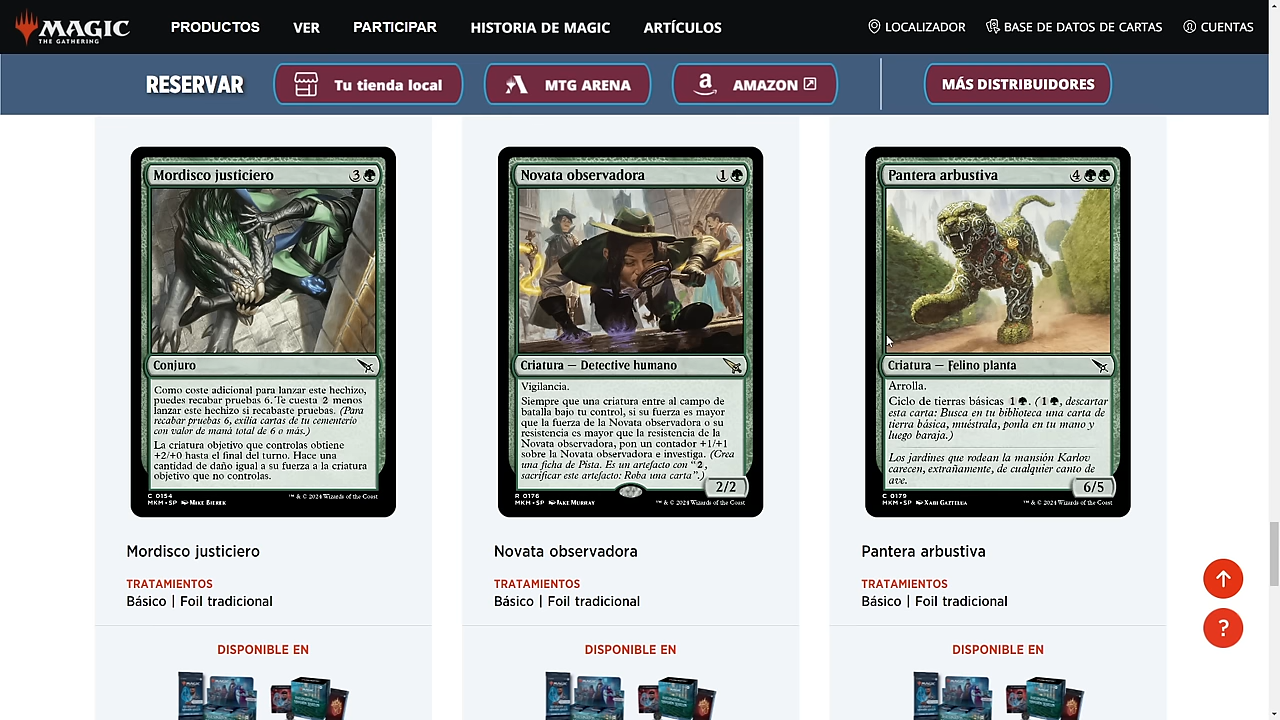 MAGIC
THE GATHERING
PRODUCTOS
VER
PARTICIPAR
HISTORIA DE MAGIC
ARTÍCULOS
LOCALIZADOR
BASE DE DATOS DE CARTAS
CUENTAS
RESERVAR
Tu tienda local
MTG ARENA
AMAZON
MÁS DISTRIBUIDORES
Mordisco justiciero 3
Conjuro
Como coste adicional para lanzar este hechizo,
puedes recabar pruebas 6. Te cuesta 2 menos
lanzar este hechizo si recabaste pruebas. (Para
recabar pruebas 6, exilia cartas de tu cementerio
con valor de maná total de 6 o más.)
La criatura objetivo que controlas obtiene
+2/+0 hasta el final del turno. Hace una
cantidad de daño igual a su fuerza a la criatura
objetivo que no controlas.
C 0154
MKM • SP MIKE BIEREK
™ & © 2024 Wizards of the Coast
Novata observadora 1
Criatura — Detective humano
Vigilancia.
Siempre que una criatura entre al campo de
batalla bajo tu control, si su fuerza es mayor
que la fuerza de la Novata observadora o su
resistencia es mayor que la resistencia de la
Novata observadora, pon un contador +1/+1
sobre la Novata observadora e investiga. (Crea
una ficha de Pista. Es un artefacto con "2,
sacrificar este artefacto: Roba una carta".)
2/2
R 0176
MKM • SP JAKE MURRAY
™ & © 2024 Wizards of the Coast
Pantera arbustiva 4
Criatura — Felino planta
Arrolla.
Ciclo de tierras básicas 1. (1, descartar
esta carta: Busca en tu biblioteca una carta de
tierra básica, muéstrala, ponla en tu mano y
luego baraja.)
Los jardines que rodean la mansión Karlov
carecen, extrañamente, de cualquier canto de
ave.
6/5
C 0179
MKM • SP XABI GAZTELUA
™ & © 2024 Wizards of the Coast
Mordisco justiciero
TRATAMIENTOS
Básico | Foil tradicional
DISPONIBLE EN
Novata observadora
TRATAMIENTOS
Básico | Foil tradicional
DISPONIBLE EN
Pantera arbustiva
TRATAMIENTOS
Básico | Foil tradicional
DISPONIBLE EN
?